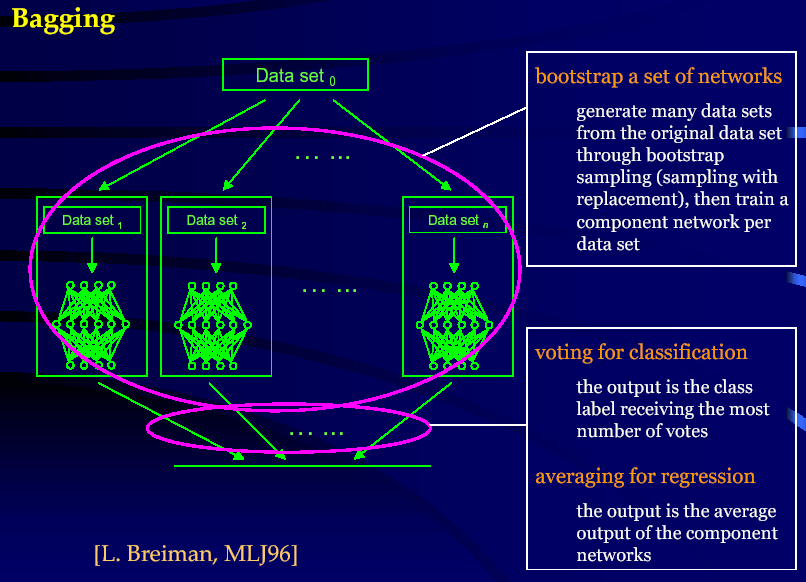 Bagging
Data set 0
... ...
Data set 1
Data set 2
Data set n
... ...
... ...
bootstrap a set of networks
generate many data sets
from the original data set
through bootstrap
sampling (sampling with
replacement), then train a
component network per
data set
voting for classification
the output is the class
label receiving the most
number of votes
averaging for regression
the output is the average
output of the component
networks
[L. Breiman, MLJ96]